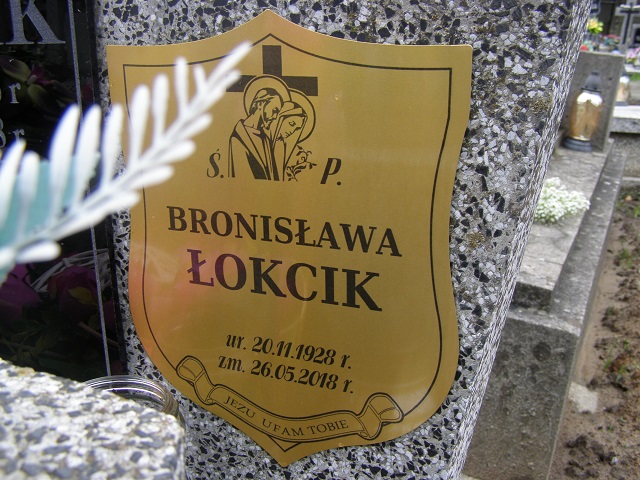 K
r
Ś. P.
BRONISŁAWA
ŁOKCIK
ur. 20.11.1928 r.
zm. 26.05.2018 r.
JEZU UFAM TOBIE